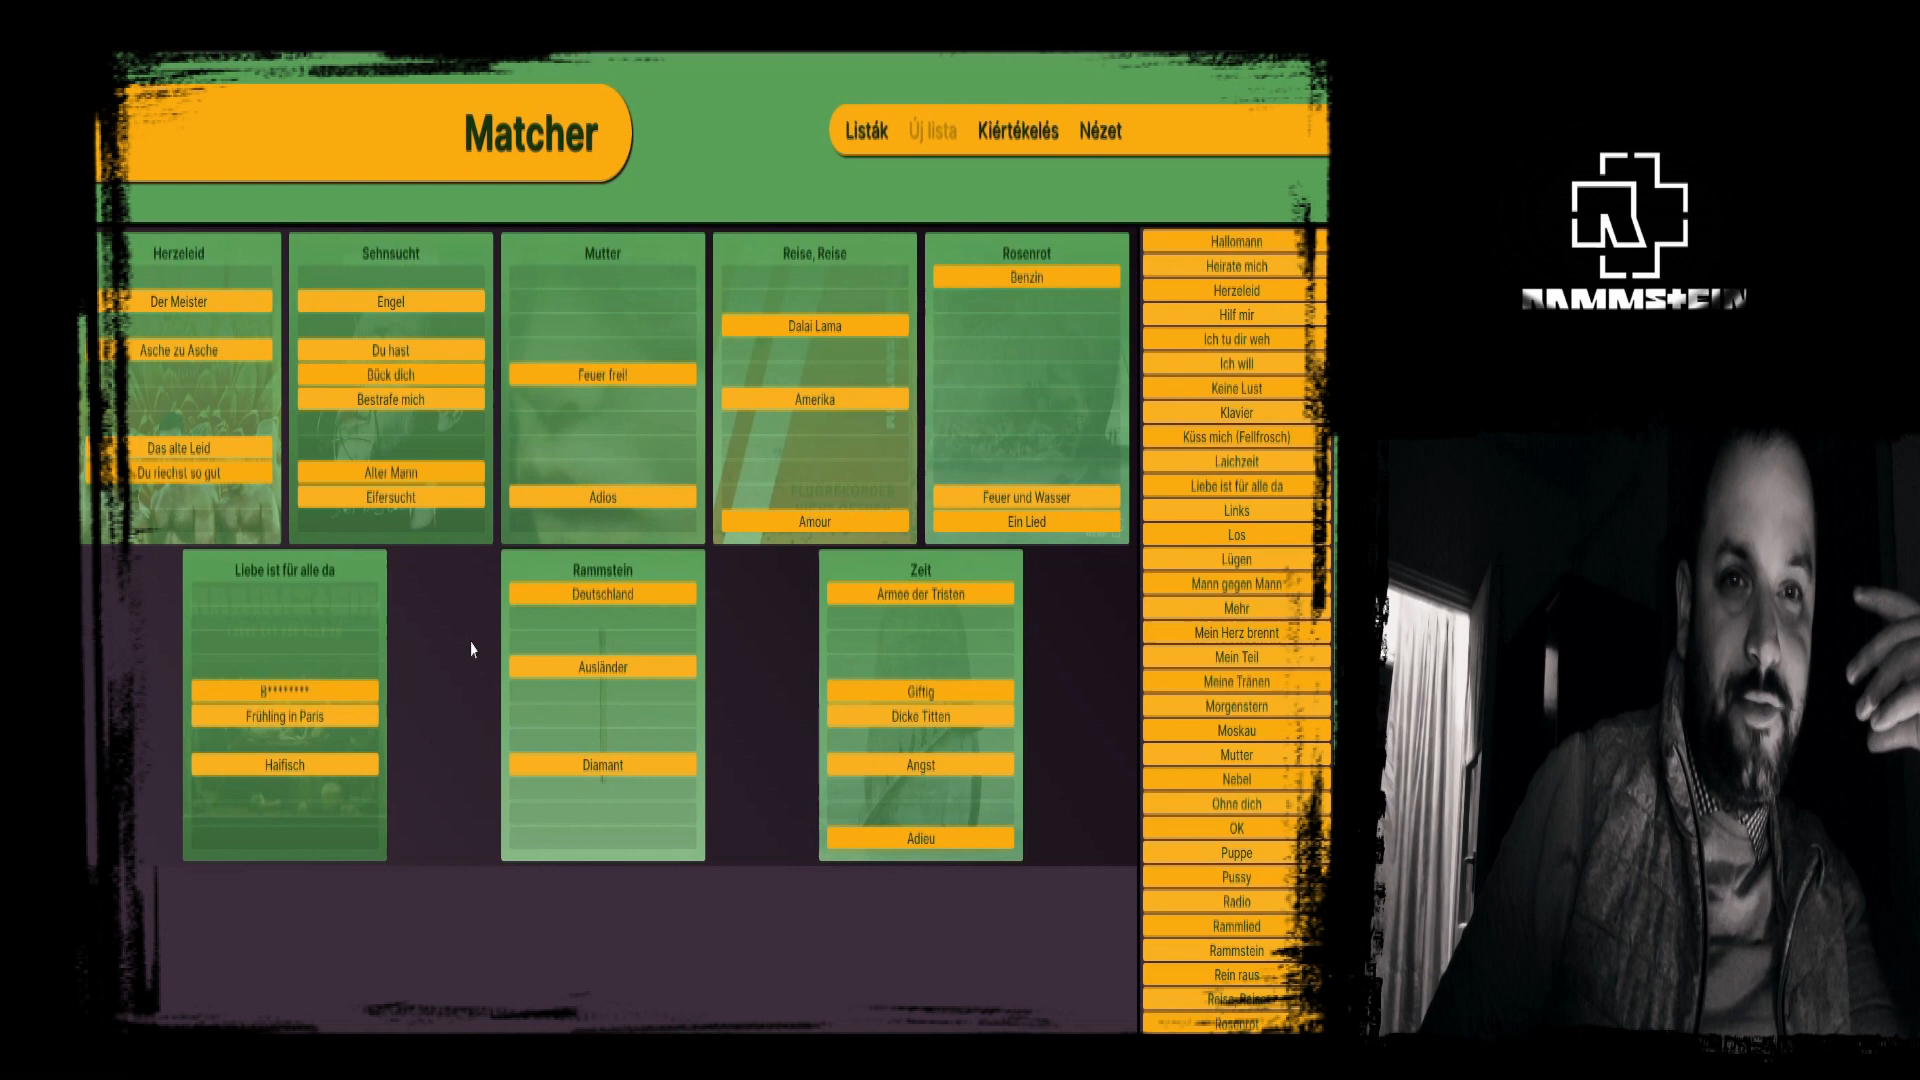 Matcher
Listák Új lista Kiértékelés Nézet
Herzeleid
Der Meister
Asche zu Asche
Das alte Leid
Du riechst so gut
Sehnsucht
Engel
Du hast
Bück dich
Bestrafe mich
Alter Mann
Eifersucht
Mutter
Feuer frei!
Adios
Reise, Reise
Dalai Lama
Amerika
FLUGREKORDER
Amour
Rosenrot
Benzin
Feuer und Wasser
Ein Lied
Liebe ist für alle da
B********
Frühling in Paris
Haifisch
Rammstein
Deutschland
Ausländer
Diamant
Zeit
Armee der Tristen
Giftig
Dicke Titten
Angst
Adieu
Hallomann
Heirate mich
Herzeleid
Hilf mir
Ich tu dir weh
Ich will
Keine Lust
Klavier
Küss mich (Fellfrosch)
Laichzeit
Liebe ist für alle da
Links
Los
Lügen
Mann gegen Mann
Mehr
Mein Herz brennt
Mein Teil
Meine Tränen
Morgenstern
Moskau
Mutter
Nebel
Ohne dich
OK
Puppe
Pussy
Radio
Rammlied
Rammstein
Rein raus
Reise, Reise
Rosenrot
RAMMSTEIN